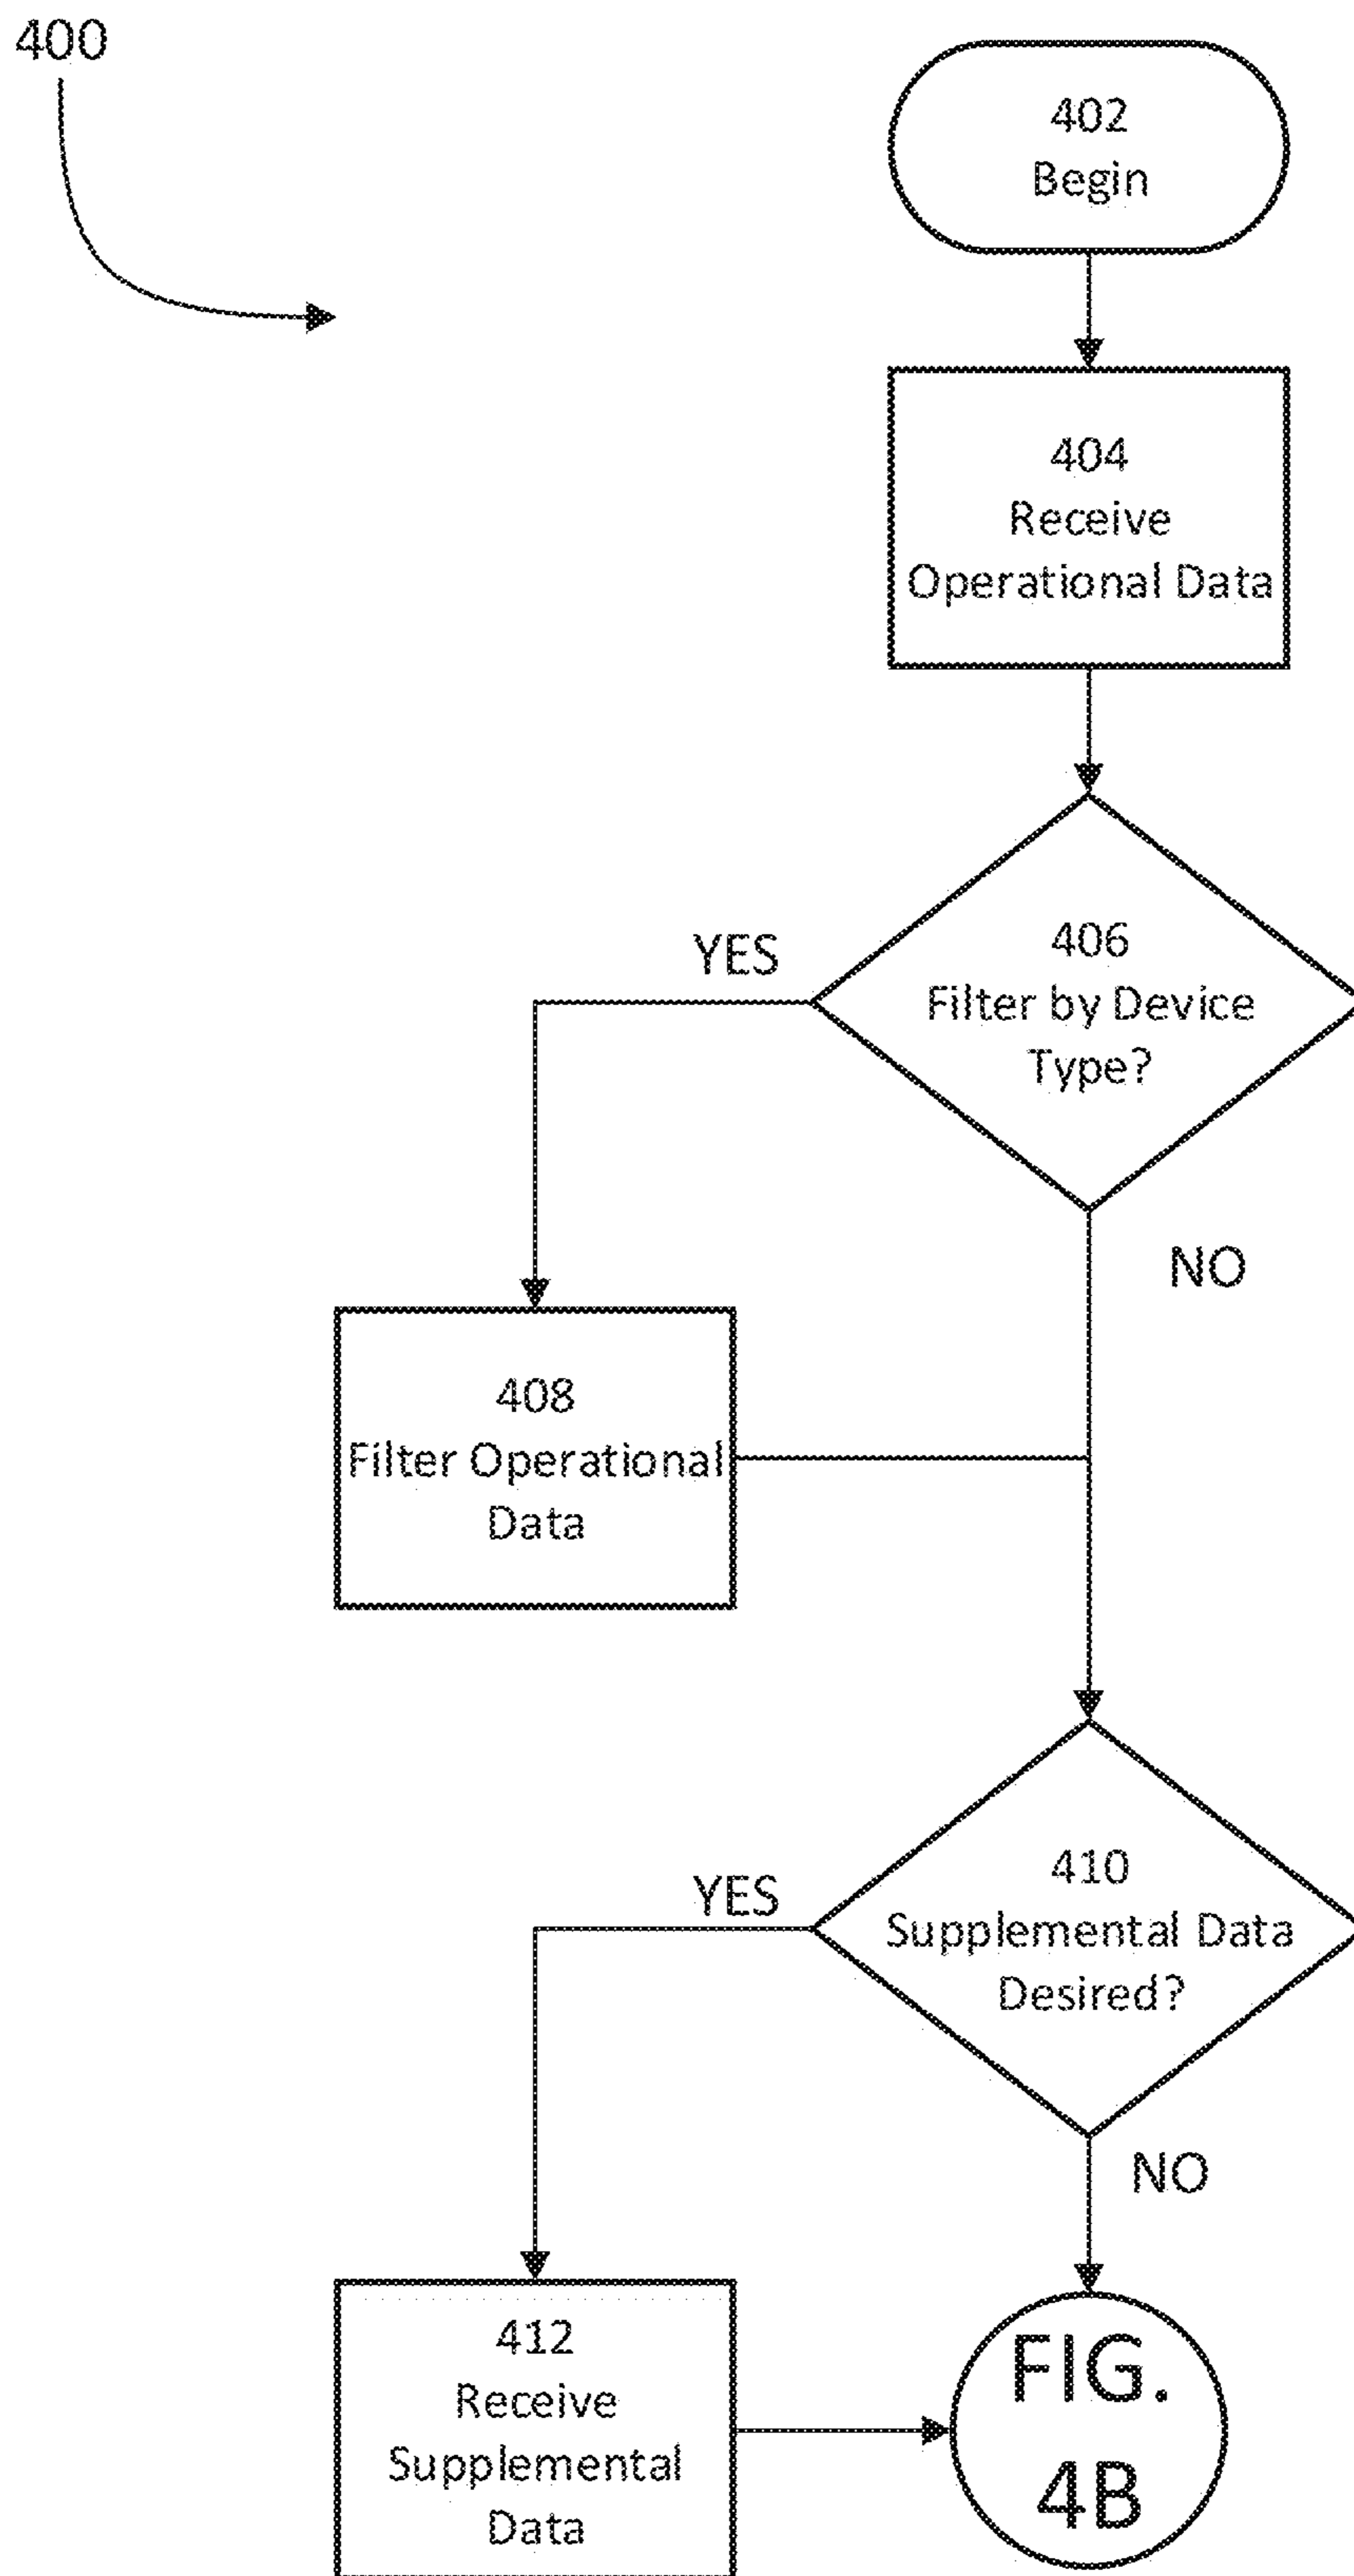 400
402
Begin
404
Receive
Operational Data
406
Filter by Device
Type?
YES
NO
408
Filter Operational
Data
410
Supplemental Data
Desired?
YES
NO
412
Receive
Supplemental
Data
FIG.
4B